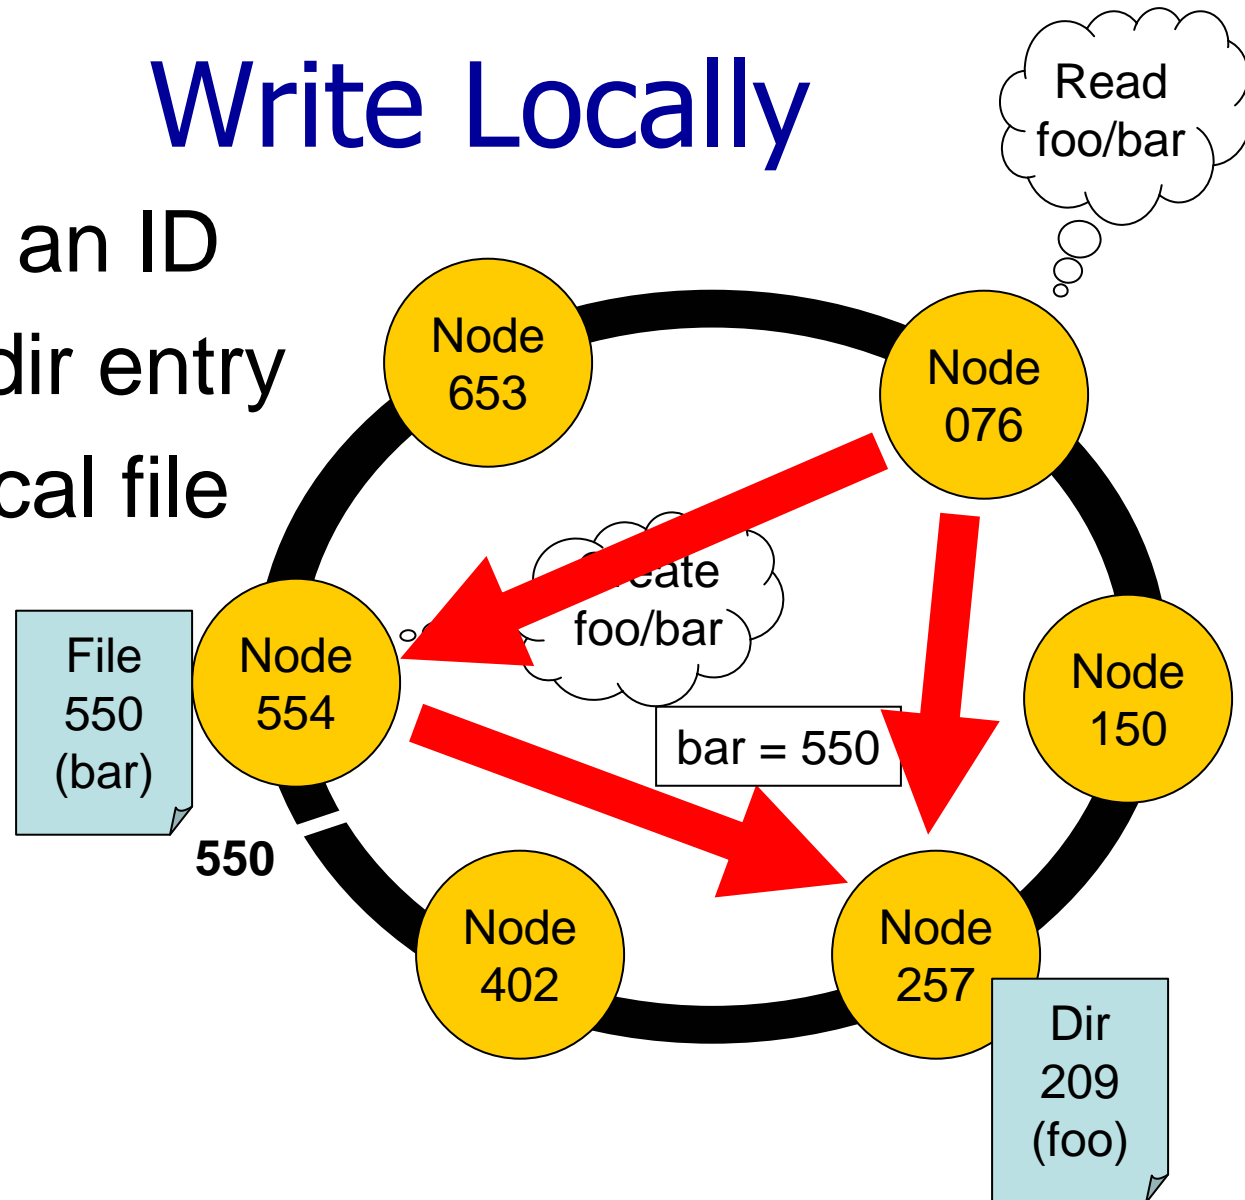 Write Locally
Read
foo/bar
an ID
dir entry
cal file
Node
653
Node
076
Create
foo/bar
File
550
(bar)
Node
554
Node
150
bar = 550
550
Node
402
Node
257
Dir
209
(foo)